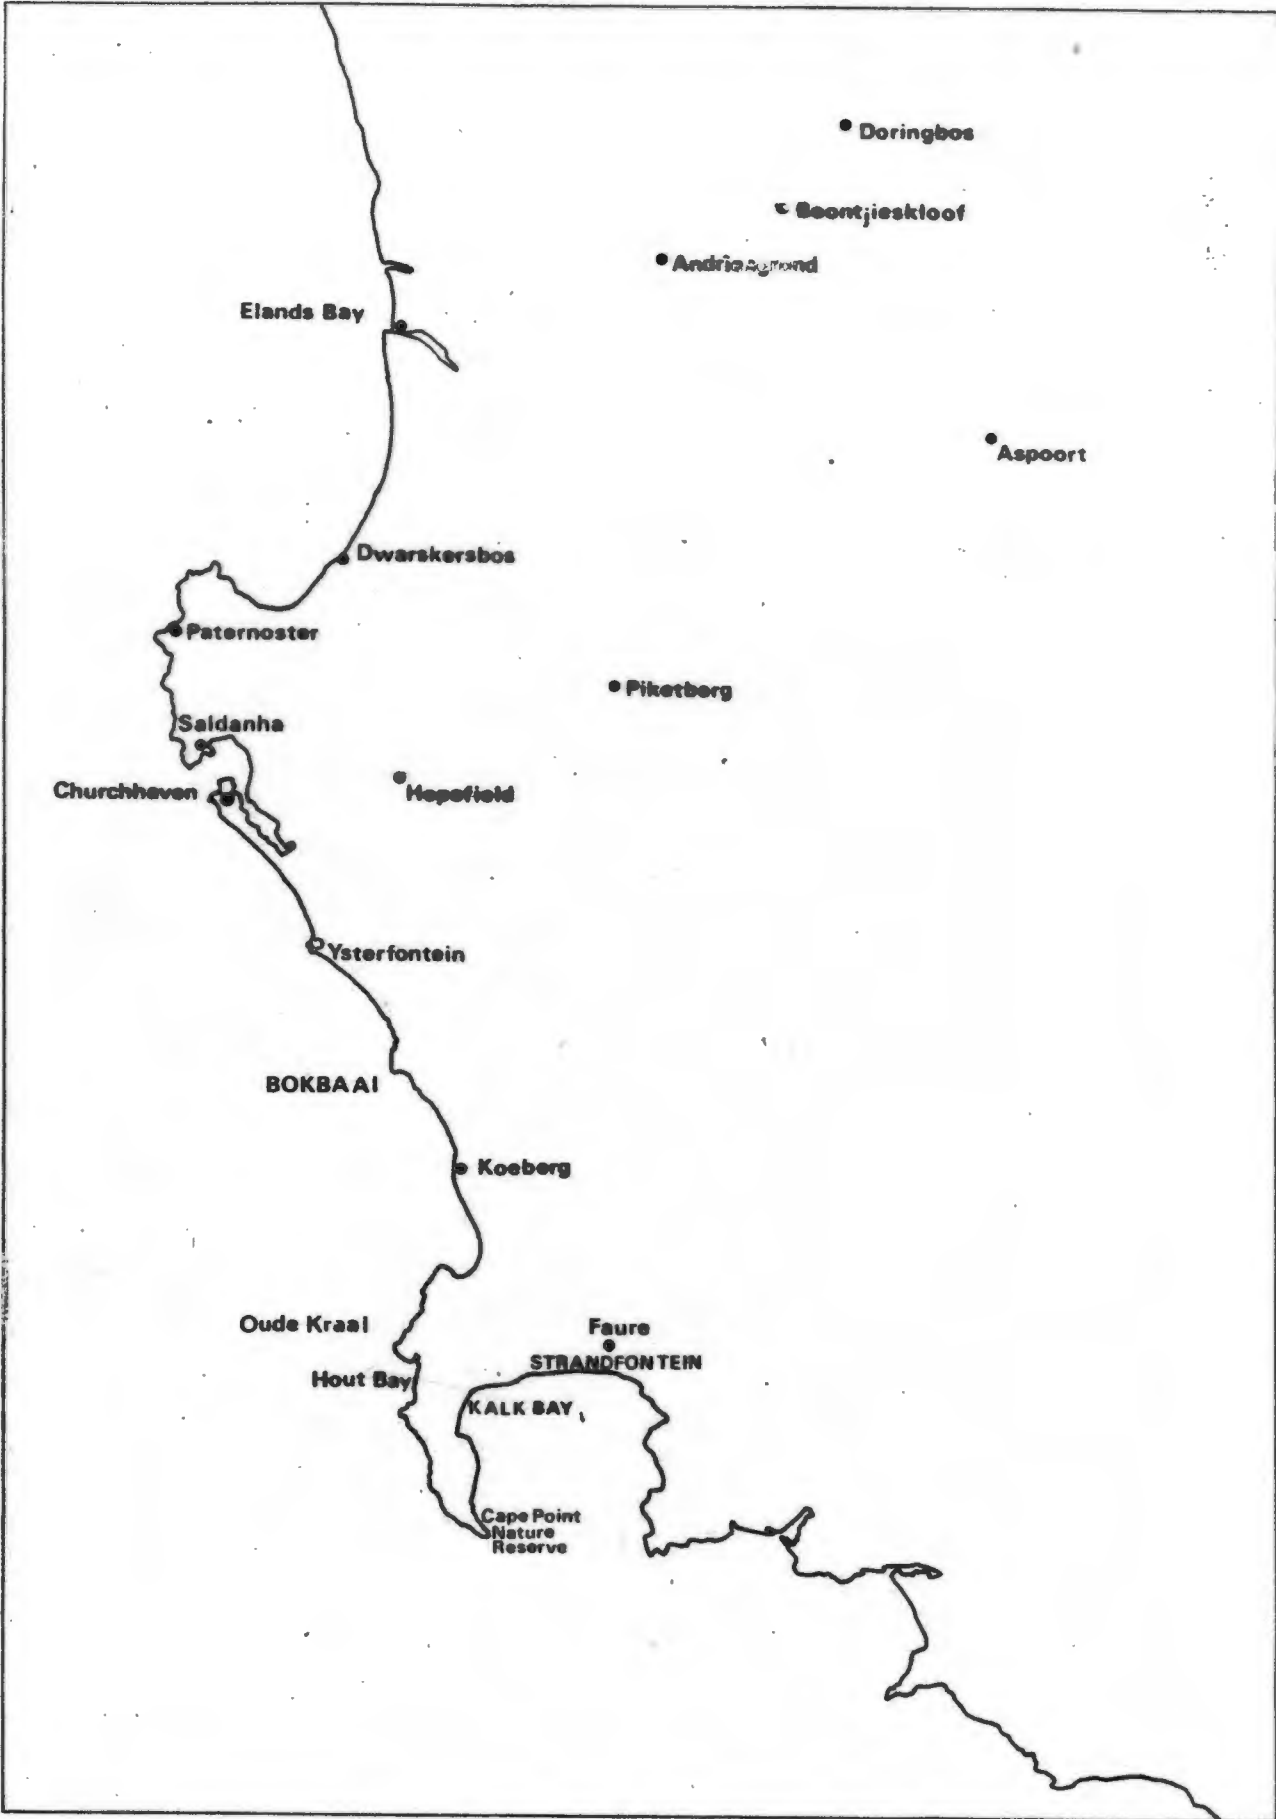 Doringbos
Boontjieskloof
Andriesgrond
Elands Bay
Aspoort
Dwarskersbos
Paternoster
Piketberg
Saldanha
Churchhaven
Hopefield
Ysterfontein
BOKBAAI
Koeberg
Oude Kraal
Faure
STRANDFONTEIN
Hout Bay
KALK BAY
Cape Point
Nature
Reserve